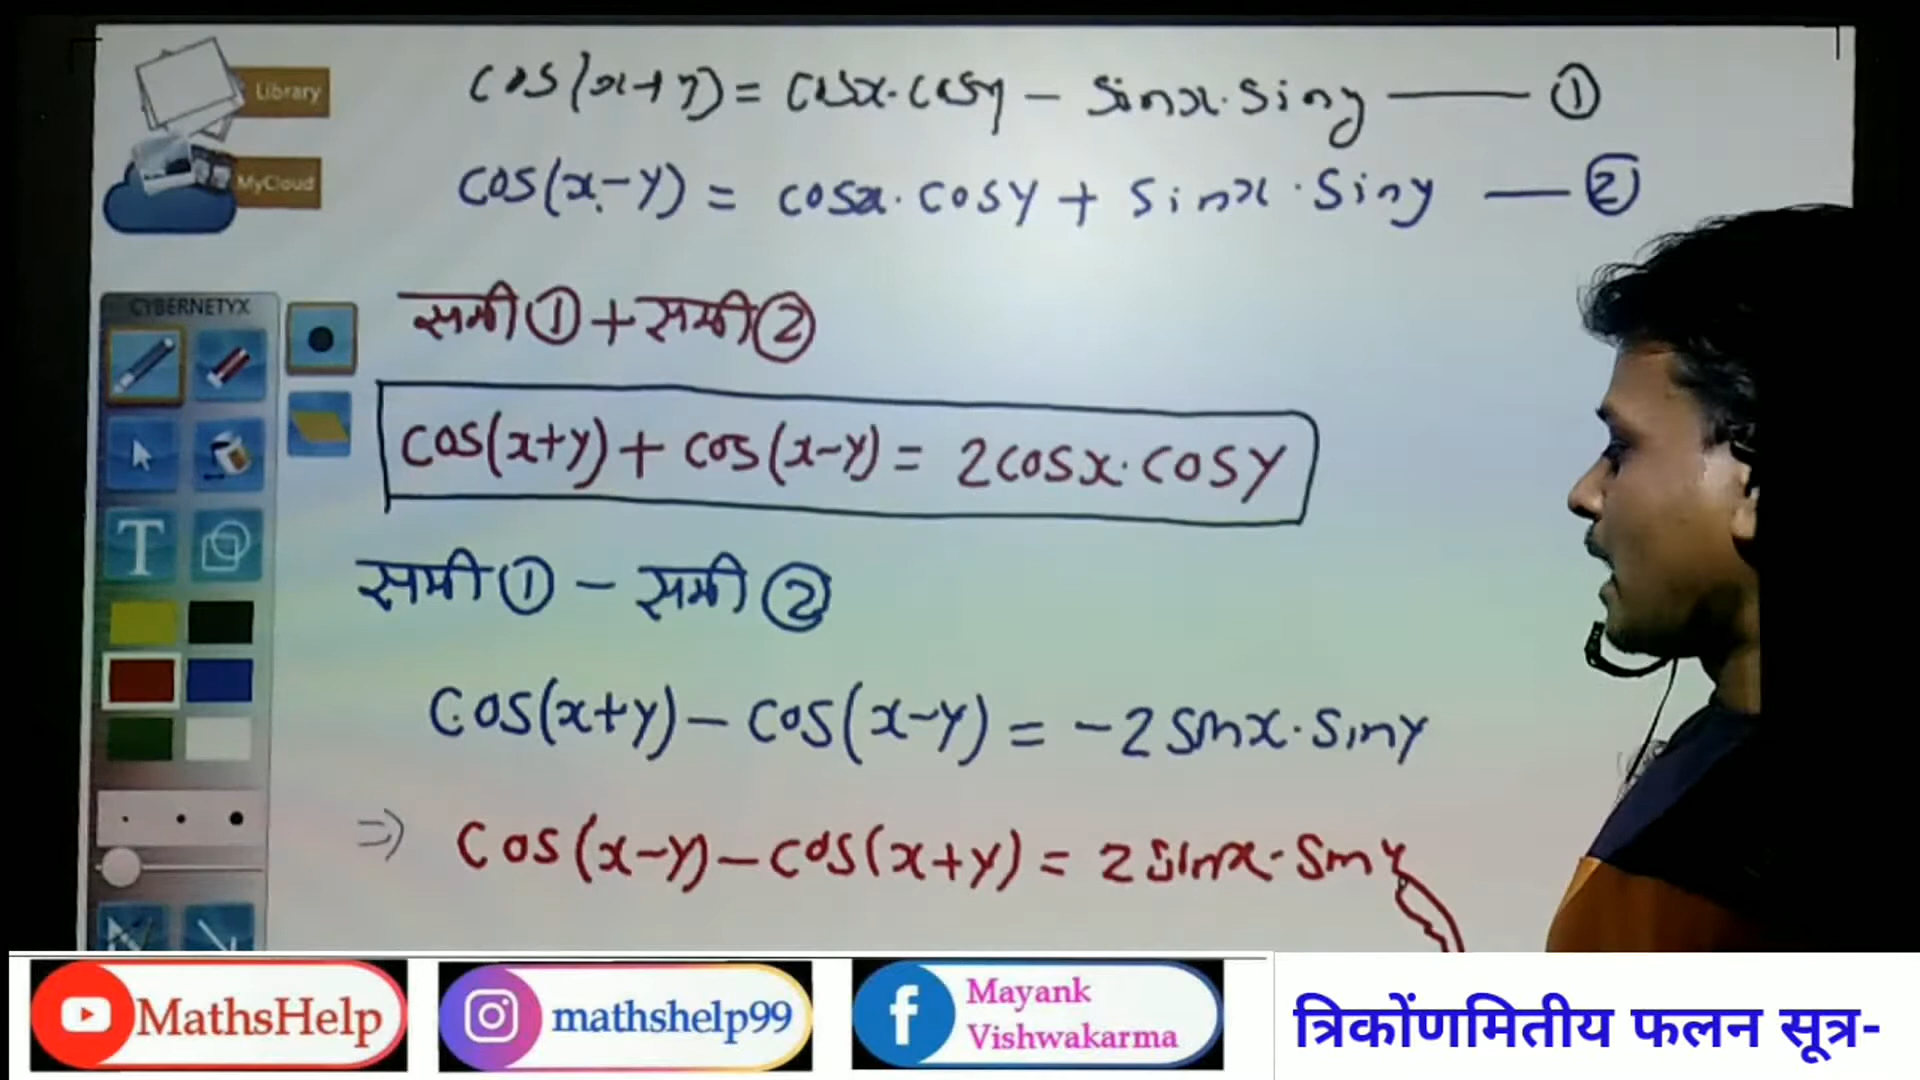 Library
cos(x+y) = cosx.cosy - sinx.siny —— ①
MyCloud
cos(x-y) = cosx.cosy + sinx.siny — ②
CYBERNETYX
समी ① + समी ②
cos(x+y) + cos(x-y) = 2cosx.cosy
T
समी ① - समी ②
cos(x+y) - cos(x-y) = -2sinx.siny
⇒ cos(x-y) - cos(x+y) = 2sinx.siny
MathsHelp
mathshelp99
Mayank
Vishwakarma
त्रिकोंणमितीय फलन सूत्र-